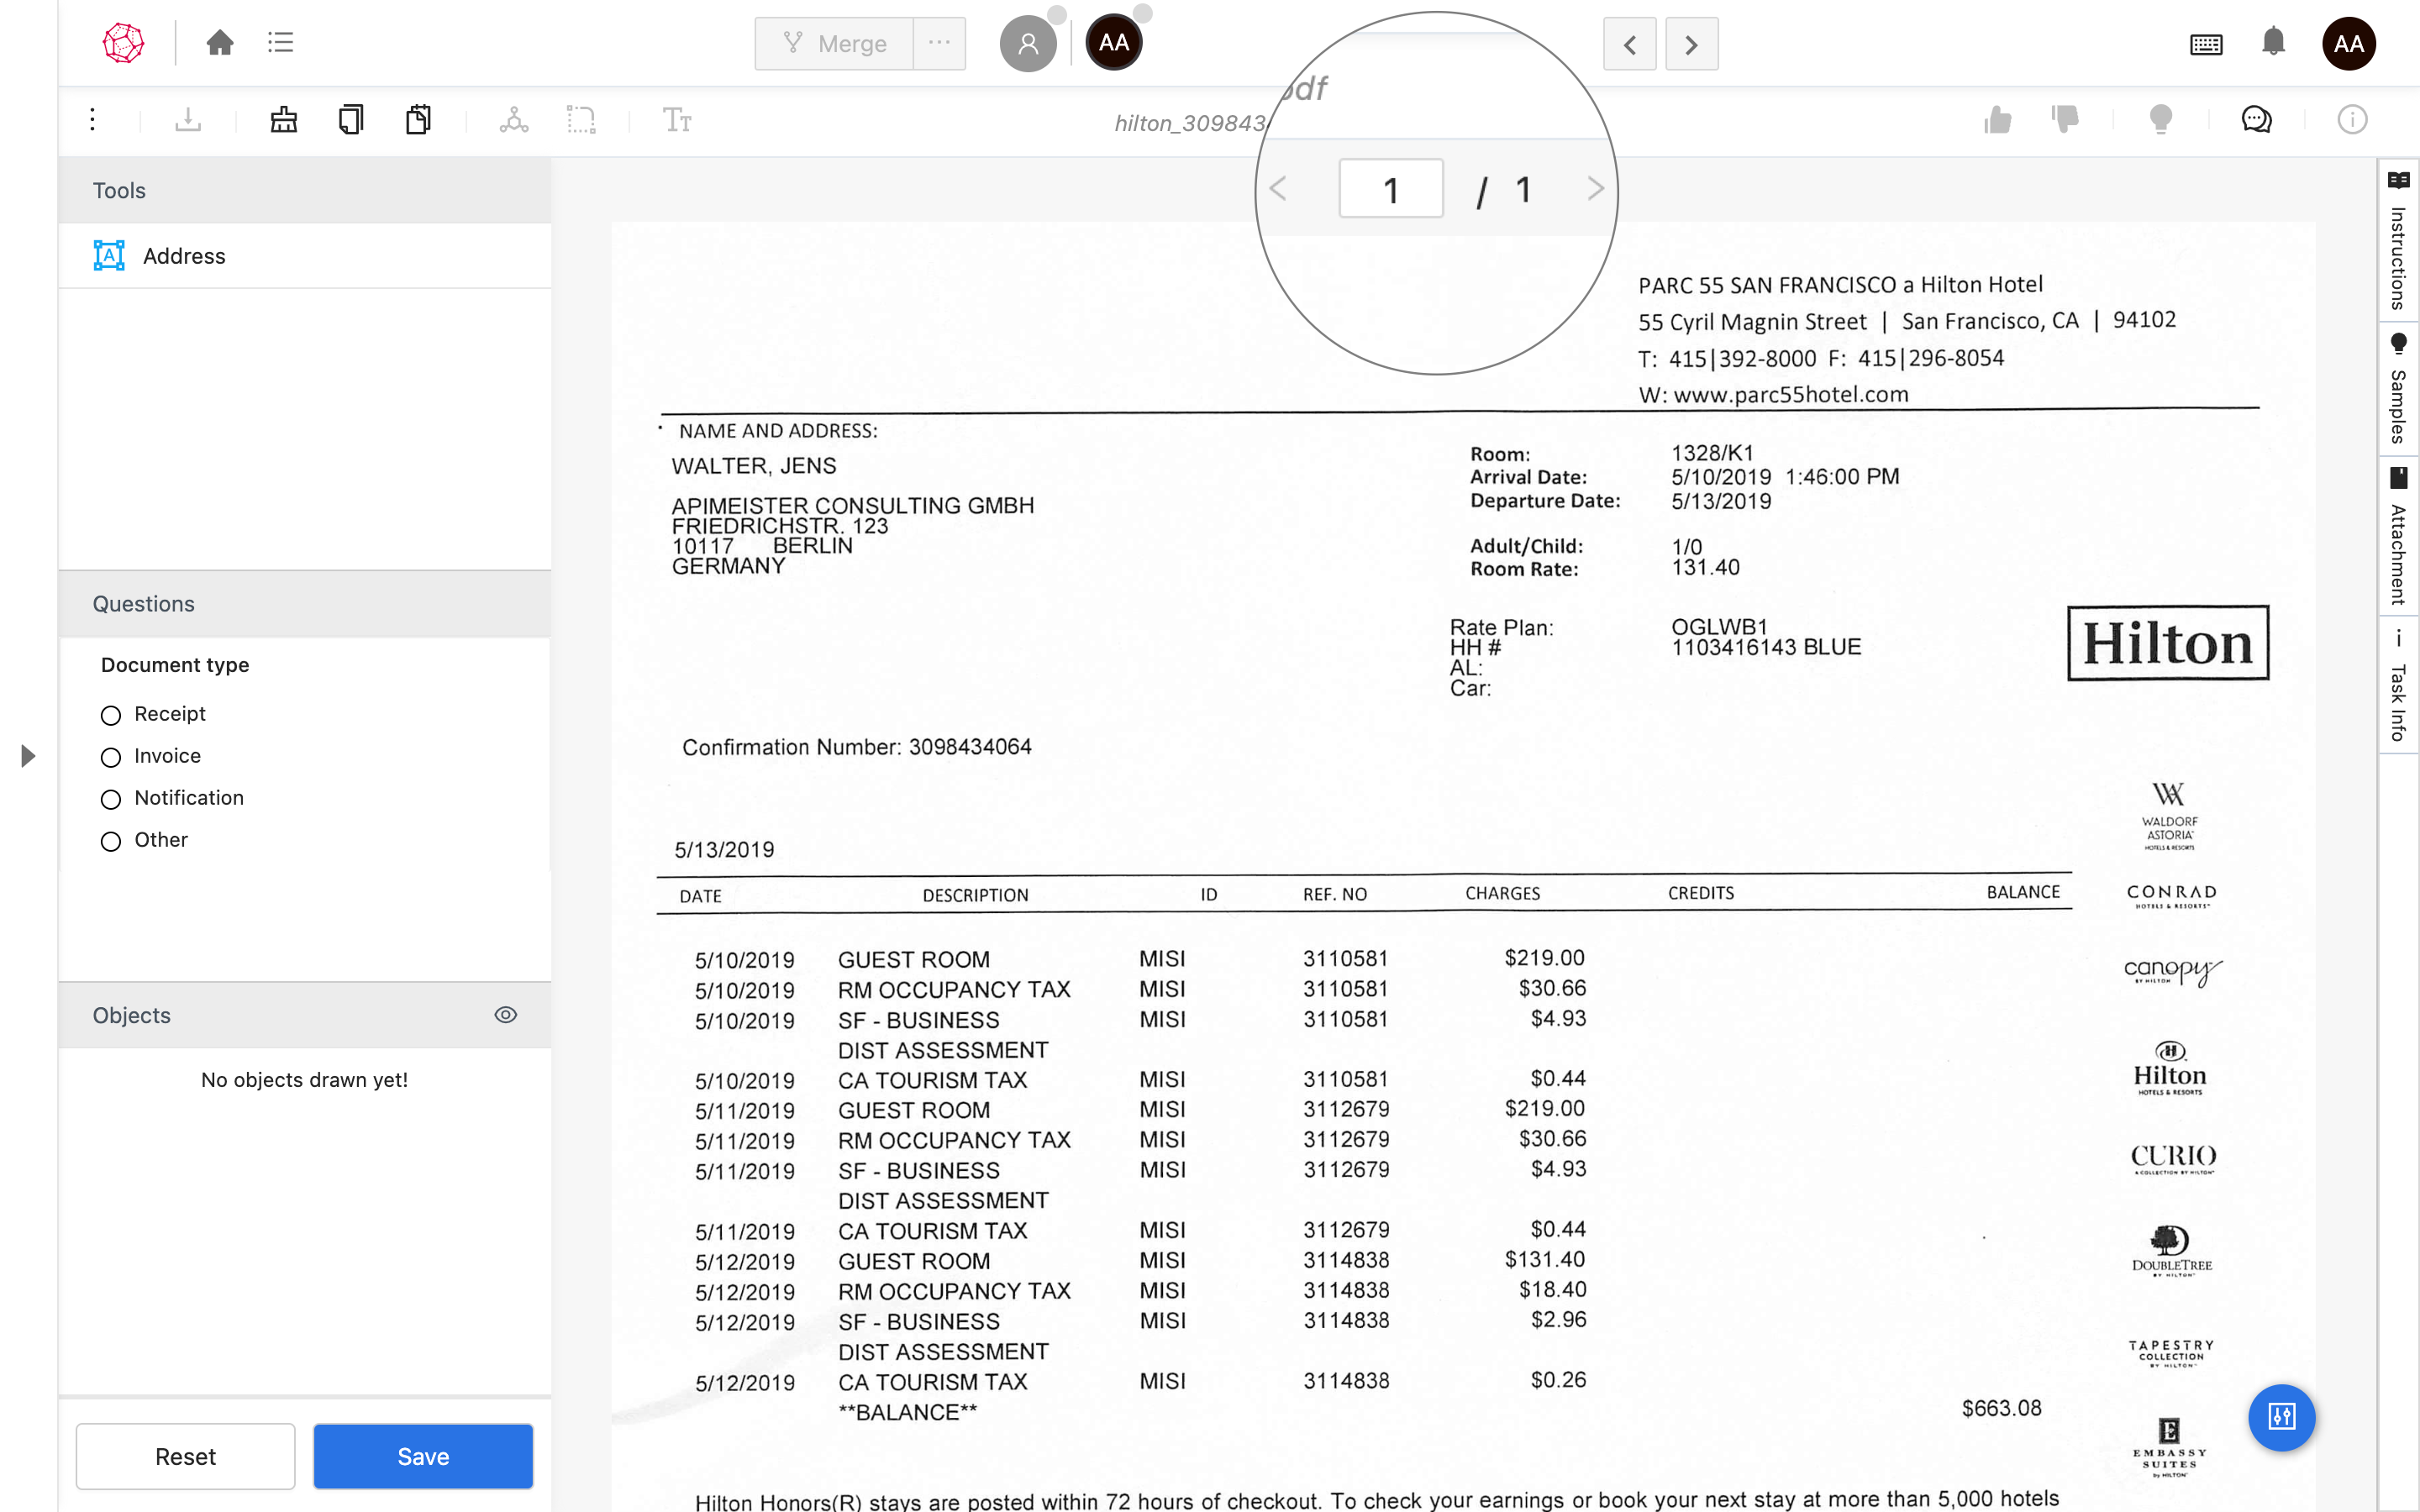 Merge
AA
AA
hilton_309843
pdf
1 / 1
Tools
Address
Questions
Document type
Receipt
Invoice
Notification
Other
Objects
No objects drawn yet!
Reset
Save
Instructions
Samples
Attachment
Task Info
PARC 55 SAN FRANCISCO a Hilton Hotel
55 Cyril Magnin Street | San Francisco, CA | 94102
T: 415|392-8000 F: 415|296-8054
W: www.parc55hotel.com
NAME AND ADDRESS:
WALTER, JENS
APIMEISTER CONSULTING GMBH
FRIEDRICHSTR. 123
10117 BERLIN
GERMANY
Room: 1328/K1
Arrival Date: 5/10/2019 1:46:00 PM
Departure Date: 5/13/2019
Adult/Child: 1/0
Room Rate: 131.40
Rate Plan: OGLWB1
HH # 1103416143 BLUE
AL:
Car:
Hilton
Confirmation Number: 3098434064
5/13/2019
DATE DESCRIPTION ID REF. NO CHARGES CREDITS BALANCE
5/10/2019 GUEST ROOM MISI 3110581 $219.00
5/10/2019 RM OCCUPANCY TAX MISI 3110581 $30.66
5/10/2019 SF - BUSINESS MISI 3110581 $4.93
DIST ASSESSMENT
5/10/2019 CA TOURISM TAX MISI 3110581 $0.44
5/11/2019 GUEST ROOM MISI 3112679 $219.00
5/11/2019 RM OCCUPANCY TAX MISI 3112679 $30.66
5/11/2019 SF - BUSINESS MISI 3112679 $4.93
DIST ASSESSMENT
5/11/2019 CA TOURISM TAX MISI 3112679 $0.44
5/12/2019 GUEST ROOM MISI 3114838 $131.40
5/12/2019 RM OCCUPANCY TAX MISI 3114838 $18.40
5/12/2019 SF - BUSINESS MISI 3114838 $2.96
DIST ASSESSMENT
5/12/2019 CA TOURISM TAX MISI 3114838 $0.26
**BALANCE** $663.08
WALDORF
ASTORIA
HOTELS & RESORTS
CONRAD
HOTELS & RESORTS
canopy
BY HILTON
Hilton
HOTELS & RESORTS
CURIO
A COLLECTION BY HILTON
DOUBLETREE
BY HILTON
TAPESTRY
COLLECTION
BY HILTON
EMBASSY
SUITES
by HILTON
Hilton Honors(R) stays are posted within 72 hours of checkout. To check your earnings or book your next stay at more than 5,000 hotels